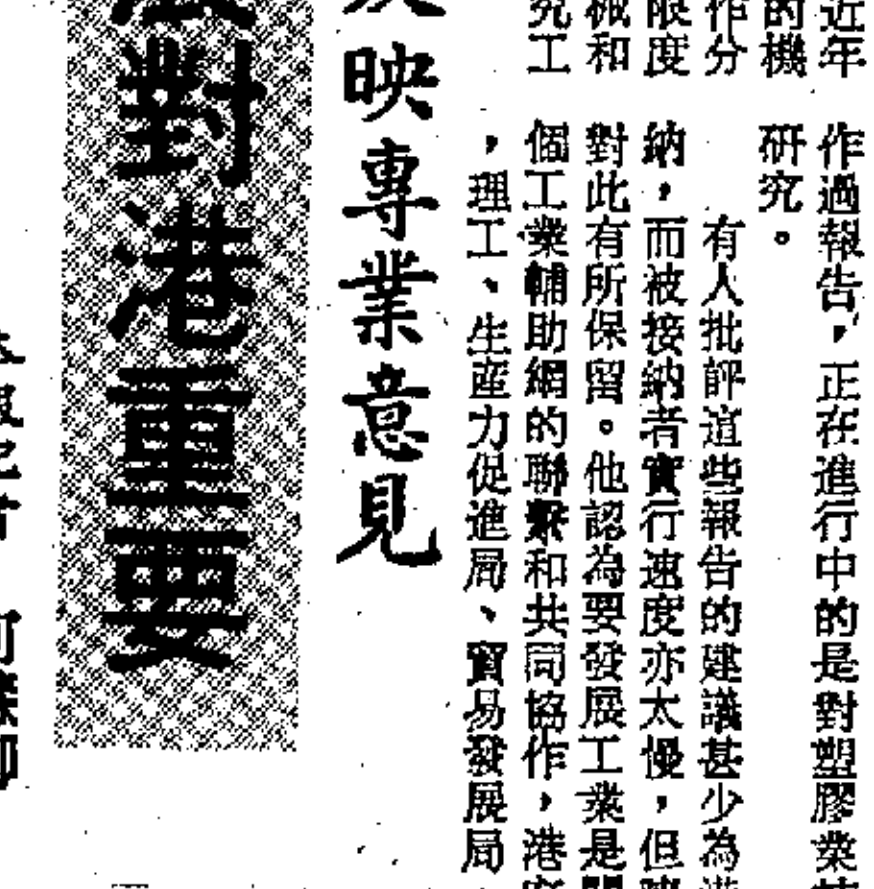 近年
的機
作分
限度
械和
究工
作過報告，正在進行中的是對塑膠業
研究。
有人批評這些報告的建議甚少為
納，而被接納者實行速度亦太慢，但
對此有所保留。他認為要發展工業是
個工業輔助網的聯繫和共同協作，港
，理工、生產力促進局、貿易發展局
映專業意見
對港重要